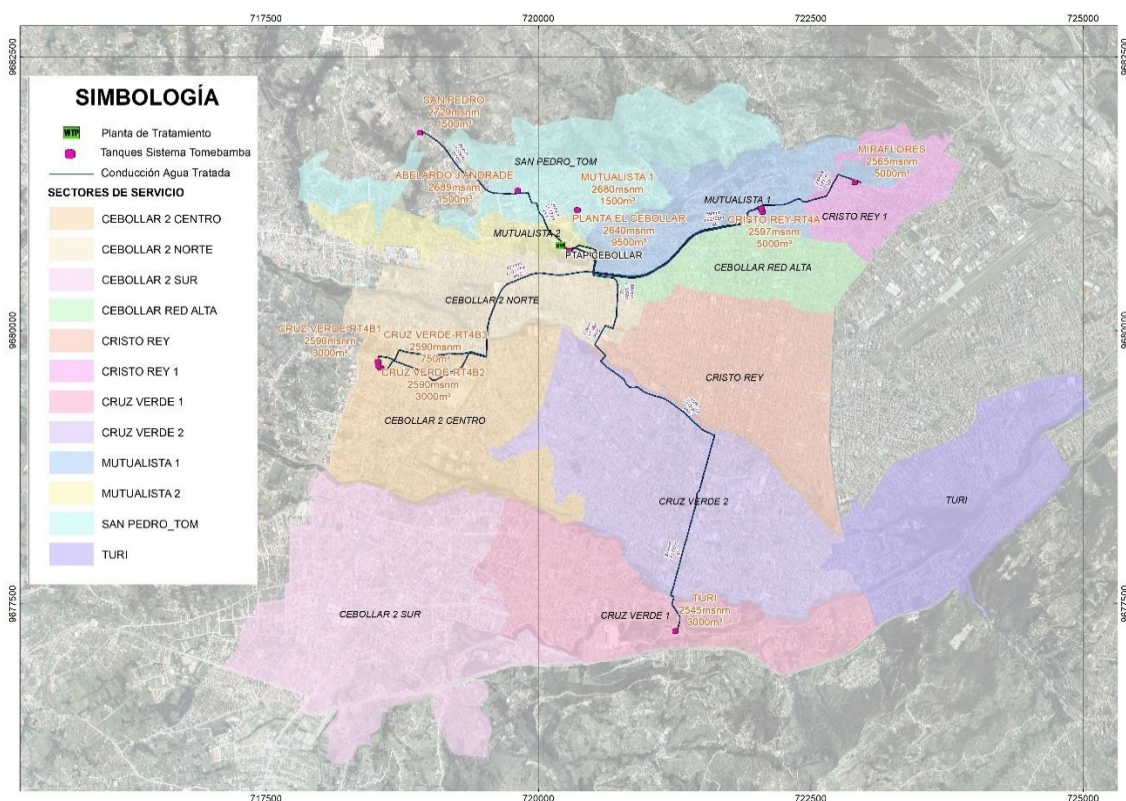 717500
720000
722500
725000
9682500
9682500
SIMBOLOGÍA
WTP
Planta de Tratamiento
Tanques Sistema Tomebamba
Conducción Agua Tratada
SECTORES DE SERVICIO
CEBOLLAR 2 CENTRO
CEBOLLAR 2 NORTE
CEBOLLAR 2 SUR
CEBOLLAR RED ALTA
CRISTO REY
CRISTO REY 1
CRUZ VERDE 1
CRUZ VERDE 2
MUTUALISTA 1
MUTUALISTA 2
SAN PEDRO_TOM
TURI
SAN PEDRO
2729msnm
1500m³
SAN PEDRO_TOM
ABELARDO J ANDRADE
2689msnm
1500m³
MUTUALISTA 1
2680msnm
1500m³
MIRAFLORES
2565msnm
5000m³
MUTUALISTA 1
CRISTO REY 1
PLANTA EL CEBOLLAR
2640msnm
9500m³
CRISTO REY-RT4A
2597msnm
5000m³
MUTUALISTA 2
WTP
PTAP CEBOLLAR
CEBOLLAR RED ALTA
CEBOLLAR 2 NORTE
9680000
9680000
CRUZ VERDE-RT4B1
2590msnm
3000m³
CRUZ VERDE-RT4B3
2590msnm
750m³
CRUZ VERDE-RT4B2
2590msnm
3000m³
CRISTO REY
CEBOLLAR 2 CENTRO
CRUZ VERDE 2
TURI
9677500
9677500
TURI
2545msnm
3000m³
CEBOLLAR 2 SUR
CRUZ VERDE 1
717500
720000
722500
725000